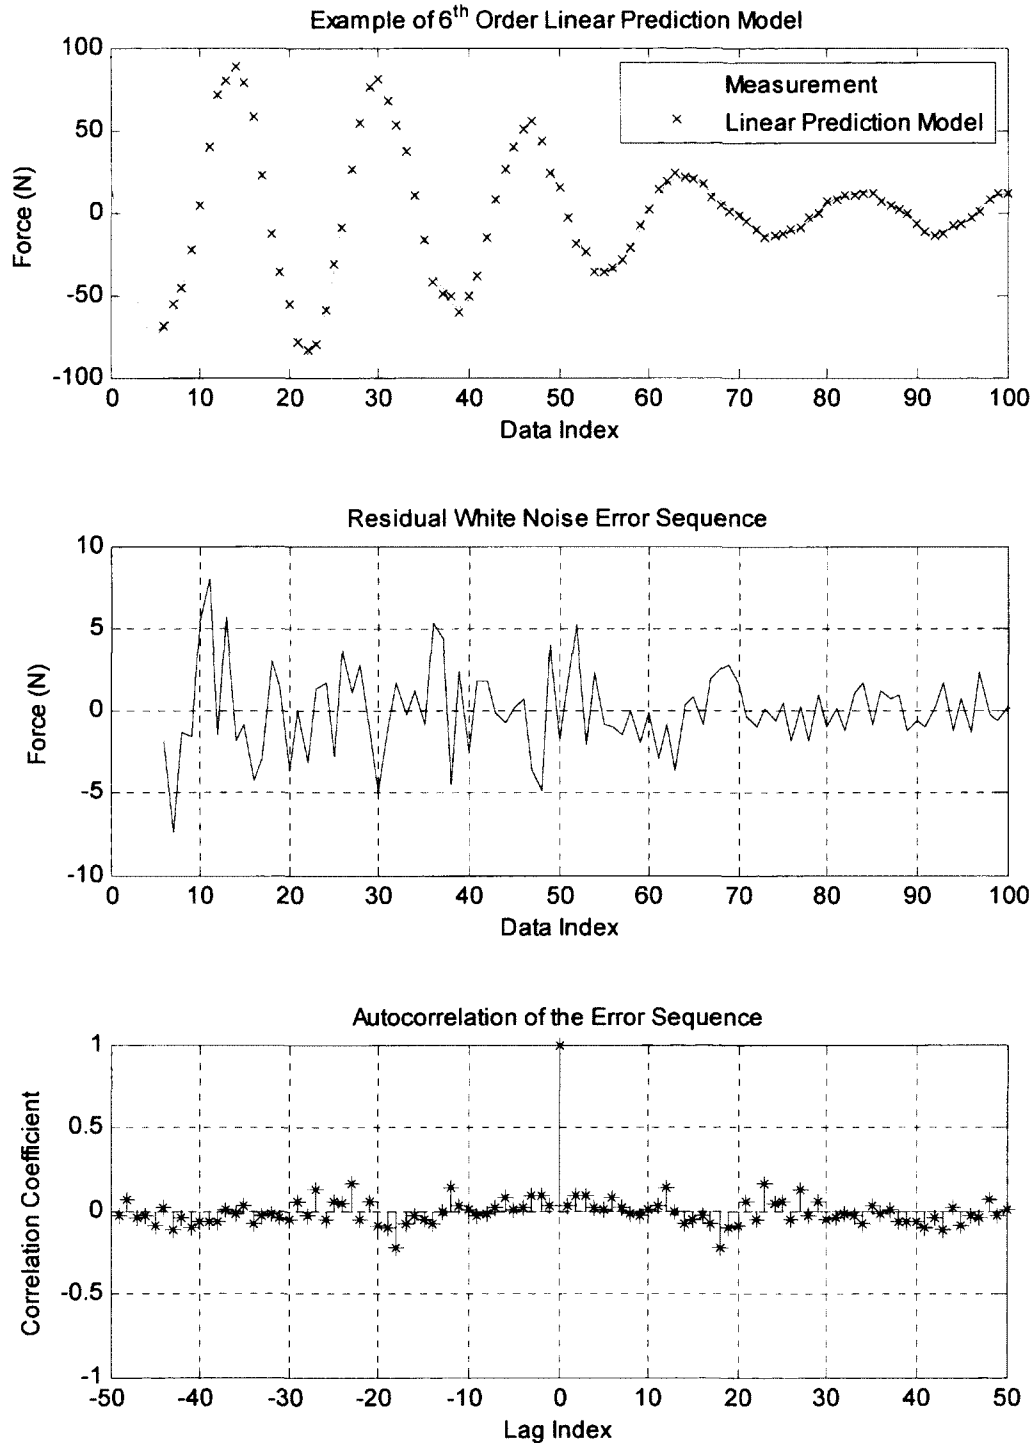 Example of 6th Order Linear Prediction Model
100
50
0
-50
-100
Force (N)
Measurement
× Linear Prediction Model
0 10 20 30 40 50 60 70 80 90 100
Data Index
Residual White Noise Error Sequence
10
5
0
-5
-10
Force (N)
0 10 20 30 40 50 60 70 80 90 100
Data Index
Autocorrelation of the Error Sequence
1
0.5
0
-0.5
-1
Correlation Coefficient
-50 -40 -30 -20 -10 0 10 20 30 40 50
Lag Index